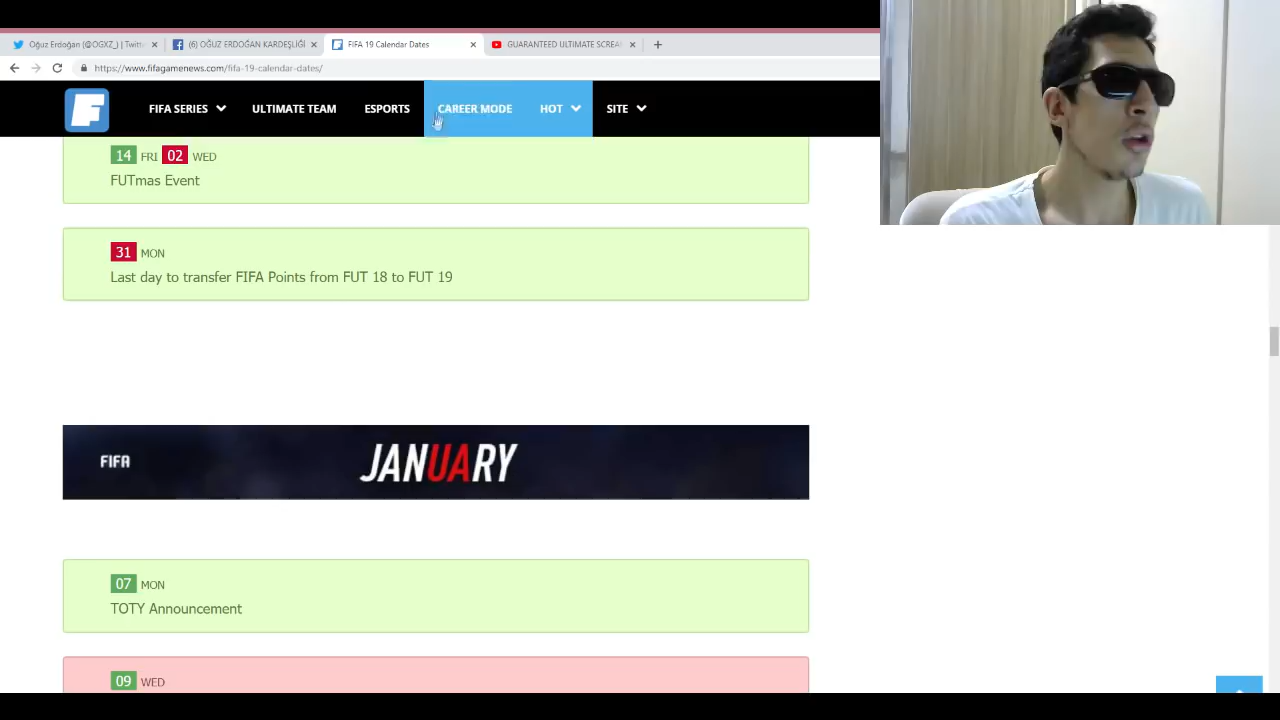 Oğuz Erdoğan (@OGXZ_) | Twitt
(6) OĞUZ ERDOĞAN KARDEŞLİĞİ
FIFA 19 Calendar Dates
GUARANTEED ULTIMATE SCREA
https://www.fifagamenews.com/fifa-19-calendar-dates/
F FIFA SERIES ULTIMATE TEAM ESPORTS CAREER MODE HOT SITE
14 FRI 02 WED
FUTmas Event
31 MON
Last day to transfer FIFA Points from FUT 18 to FUT 19
FIFA JANUARY
07 MON
TOTY Announcement
09 WED